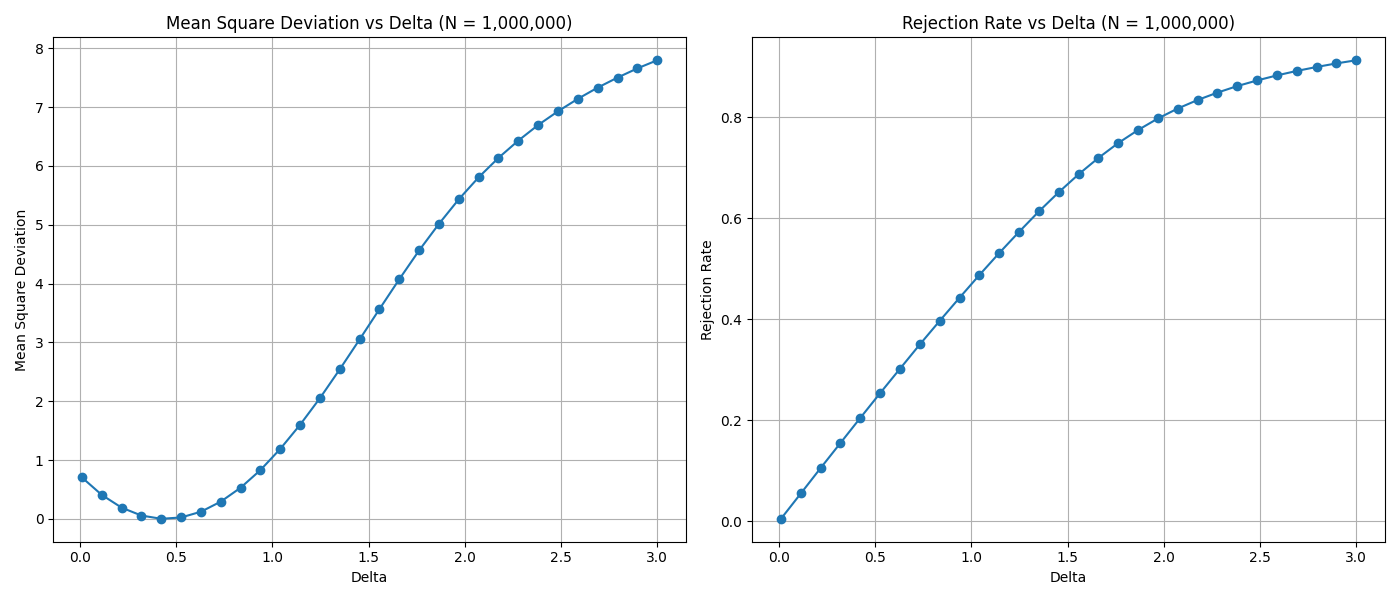 Mean Square Deviation vs Delta (N = 1,000,000)
Mean Square Deviation
8
7
6
5
4
3
2
1
0
0.0 0.5 1.0 1.5 2.0 2.5 3.0
Delta
Rejection Rate vs Delta (N = 1,000,000)
Rejection Rate
0.8
0.6
0.4
0.2
0.0
0.0 0.5 1.0 1.5 2.0 2.5 3.0
Delta